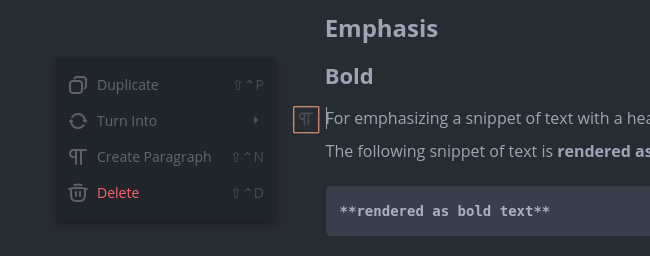 Emphasis
Bold
Duplicate ⇧⌃P
Turn Into
Create Paragraph ⇧⌃N
Delete ⇧⌃D
For emphasizing a snippet of text with a
The following snippet of text is rendered as
**rendered as bold text**